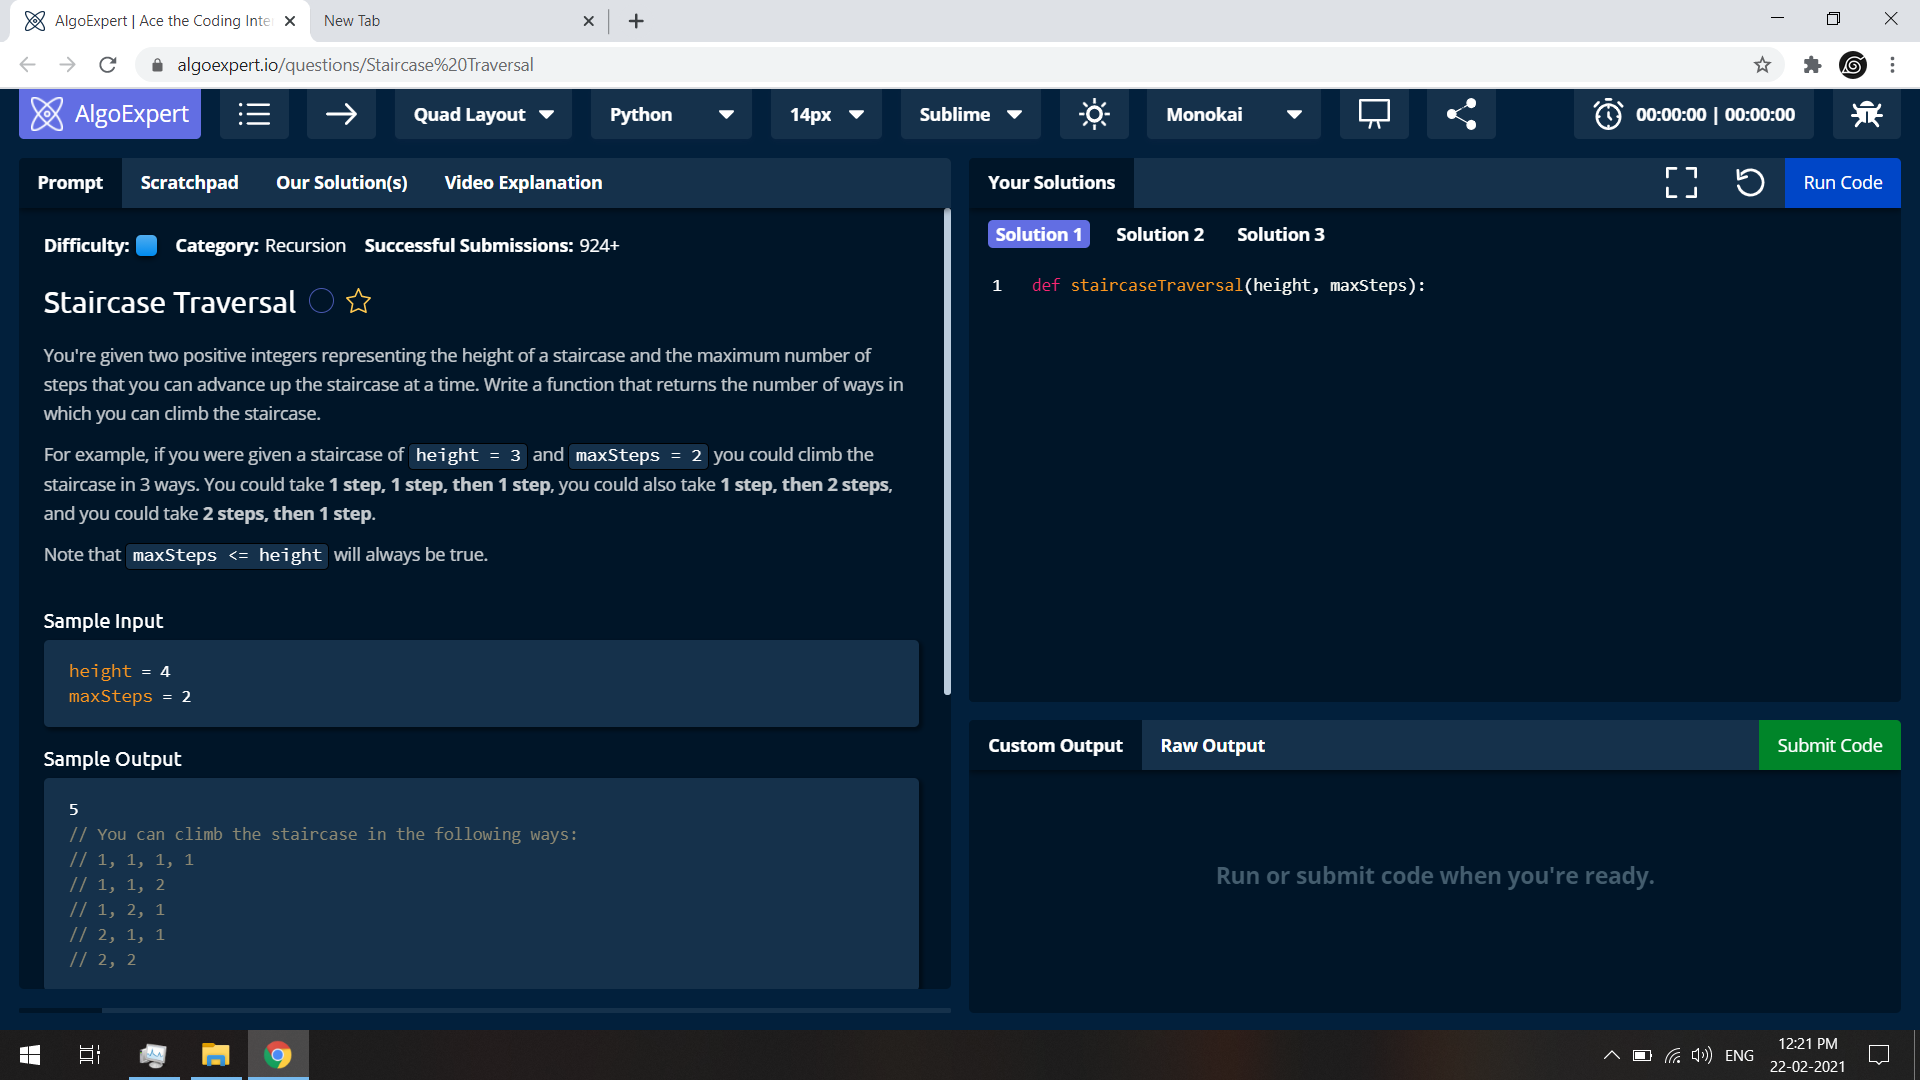 AlgoExpert | Ace the Coding Inte
New Tab
algoexpert.io/questions/Staircase%20Traversal
AlgoExpert
Quad Layout
Python
14px
Sublime
Monokai
00:00:00 | 00:00:00
Prompt
Scratchpad
Our Solution(s)
Video Explanation
Difficulty:
Category: Recursion
Successful Submissions: 924+
Staircase Traversal
You're given two positive integers representing the height of a staircase and the maximum number of
steps that you can advance up the staircase at a time. Write a function that returns the number of ways in
which you can climb the staircase.
For example, if you were given a staircase of height = 3 and maxSteps = 2 you could climb the
staircase in 3 ways. You could take 1 step, 1 step, then 1 step, you could also take 1 step, then 2 steps,
and you could take 2 steps, then 1 step.
Note that maxSteps <= height will always be true.
Sample Input
height = 4
maxSteps = 2
Sample Output
5
// You can climb the staircase in the following ways:
// 1, 1, 1, 1
// 1, 1, 2
// 1, 2, 1
// 2, 1, 1
// 2, 2
Your Solutions
Run Code
Solution 1
Solution 2
Solution 3
1 def staircaseTraversal(height, maxSteps):
Custom Output
Raw Output
Submit Code
Run or submit code when you're ready.
ENG
12:21 PM
22-02-2021